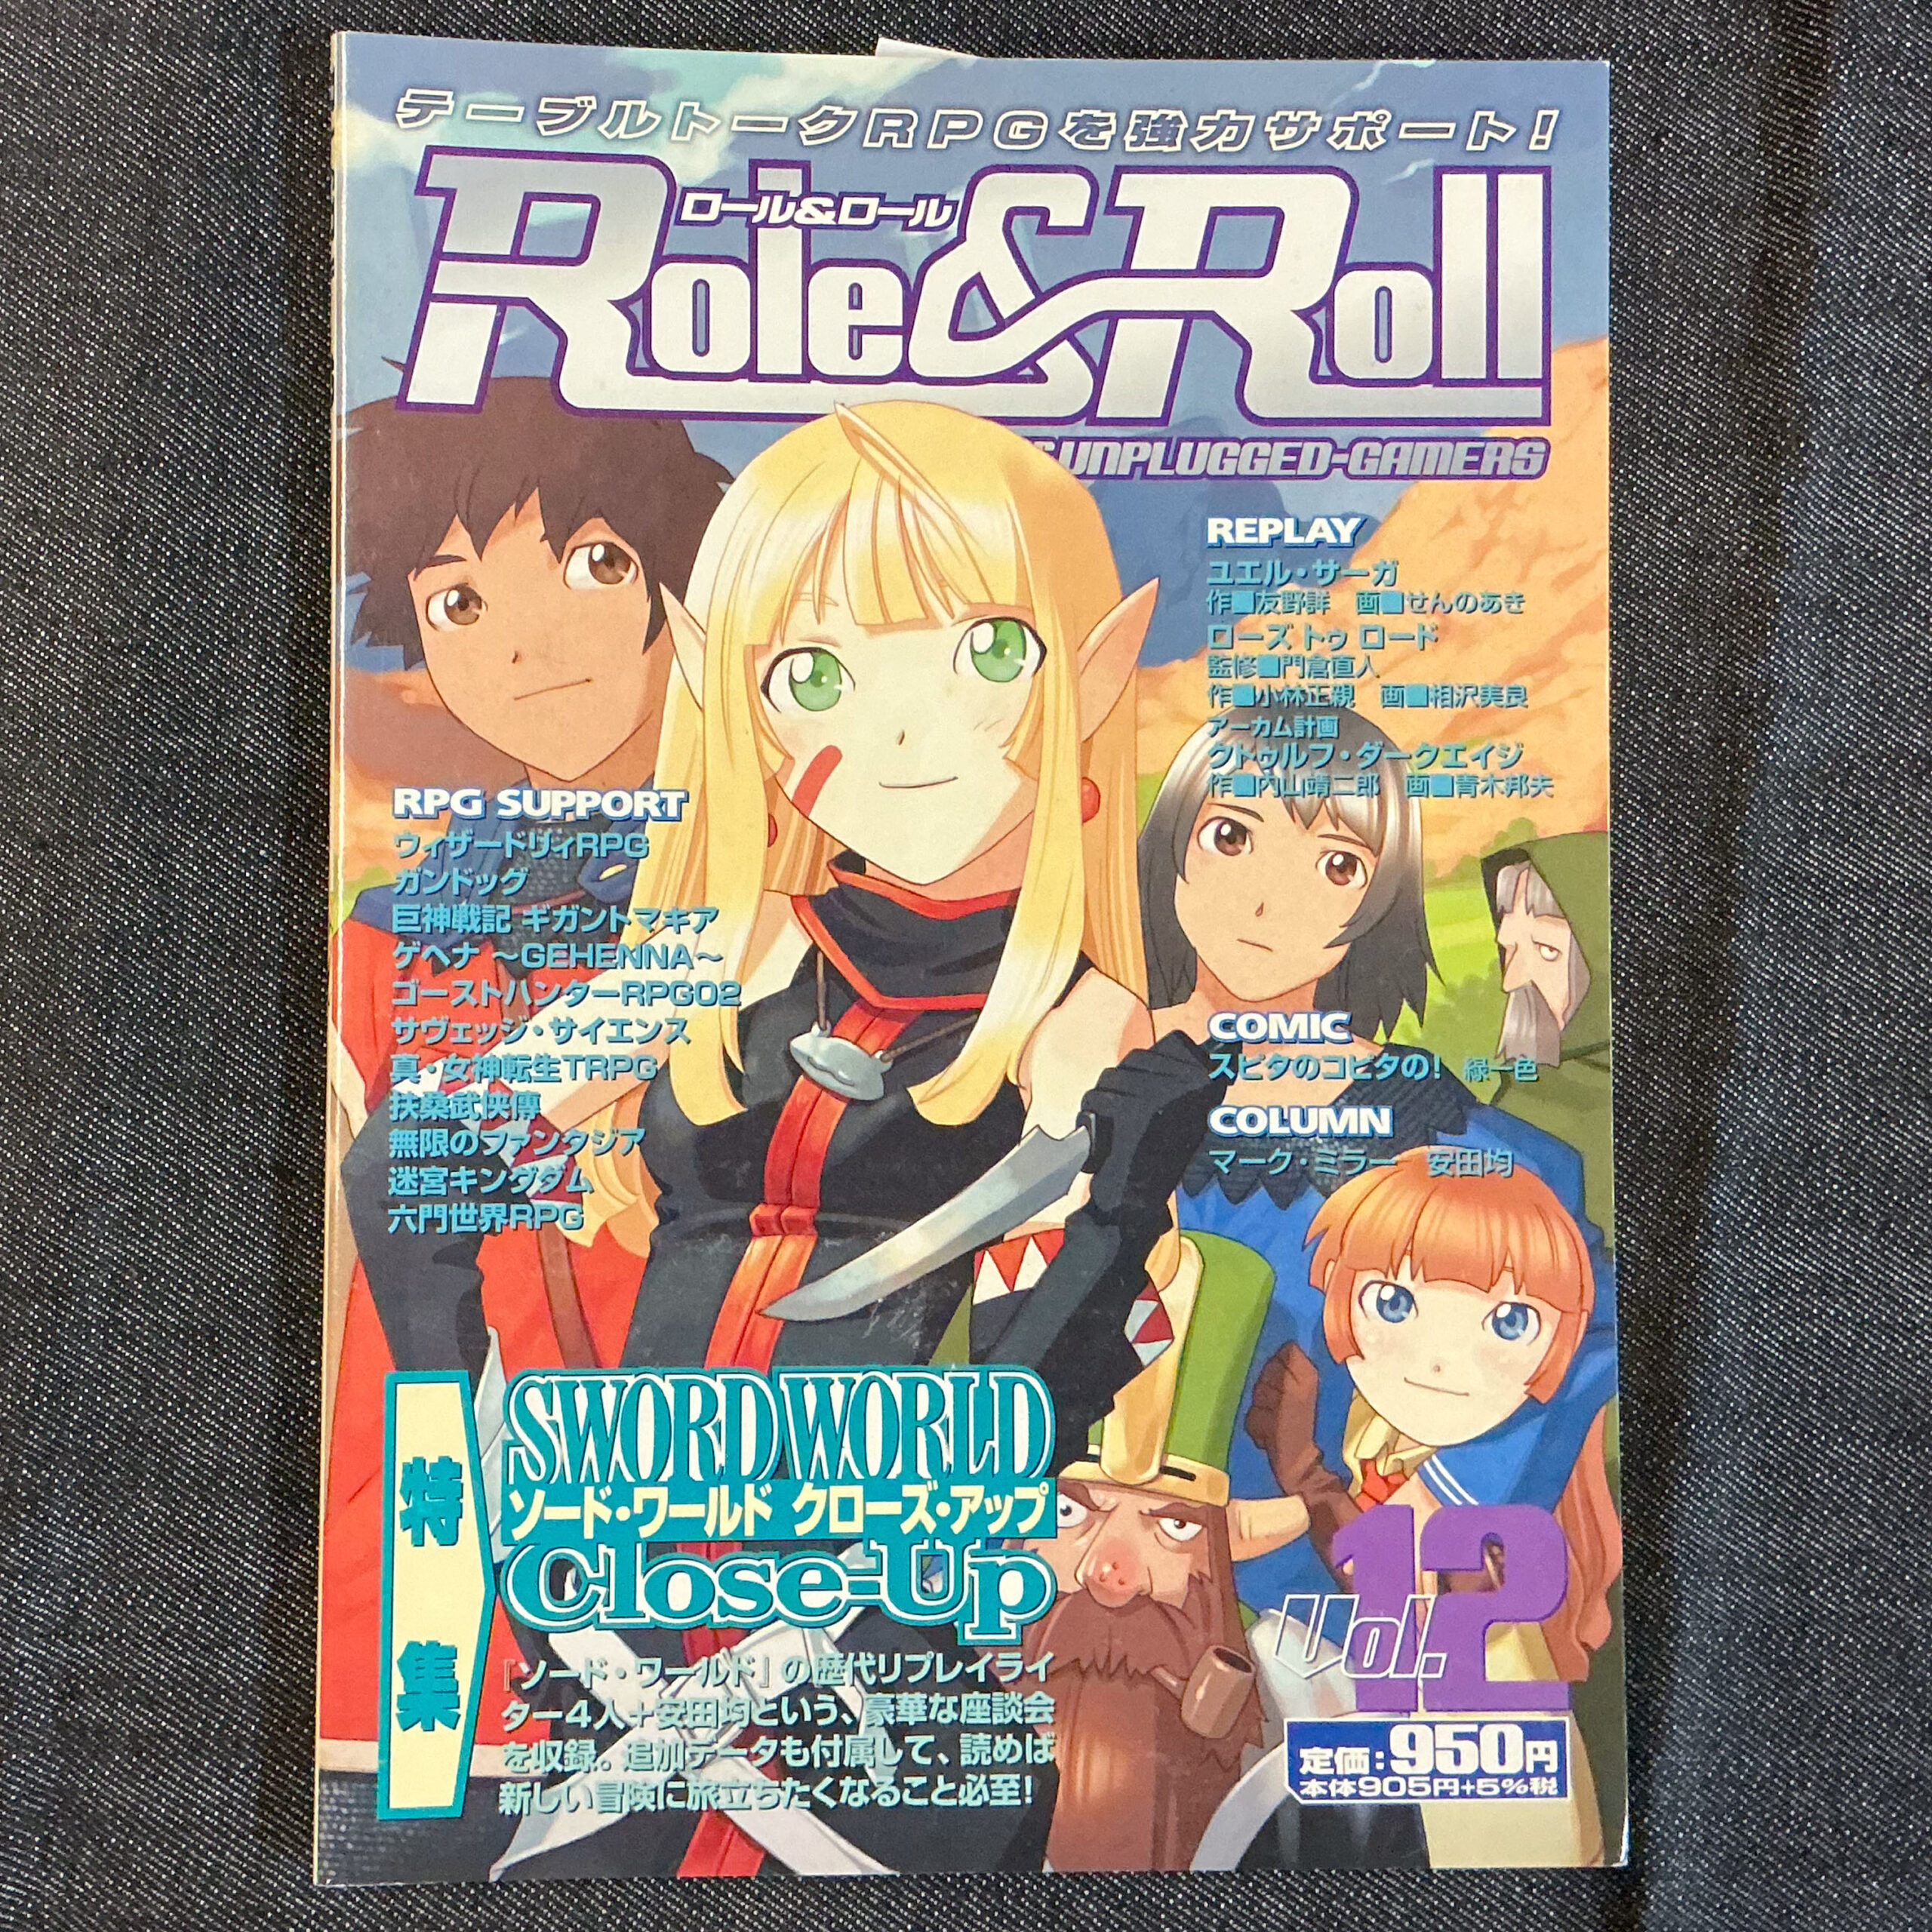 テーブルトークRPGを強力サポート!
ロール&ロール
Role&Roll
UNPLUGGED-GAMERS
REPLAY
ユエル・サーガ
作■友野詳 画■せんのあき
ローズ トゥ ロード
監修■門倉直人
作■小林正親 画■相沢美良
アーカム計画
クトゥルフ・ダークエイジ
作■内山靖二郎 画■青木邦夫
RPG SUPPORT
ウィザードリィRPG
ガンドッグ
巨神戦記 ギガントマキア
ゲヘナ ～GEHENNA～
ゴーストハンターRPG02
サヴェッジ・サイエンス
真・女神転生TRPG
扶桑武侠傳
無限のファンタジア
迷宮キングダム
六門世界RPG
COMIC
スピタのコピタの! 緑一色
COLUMN
マーク・ミラー 安田均
特集
SWORD WORLD
ソード・ワールド クローズ・アップ
Close-Up
『ソード・ワールド』の歴代リプレイライ
ター4人+安田均という、豪華な座談会
を収録。追加データも付属して、読めば
新しい冒険に旅立ちたくなること必至!
Vol.12
定価:950円
本体905円+5%税